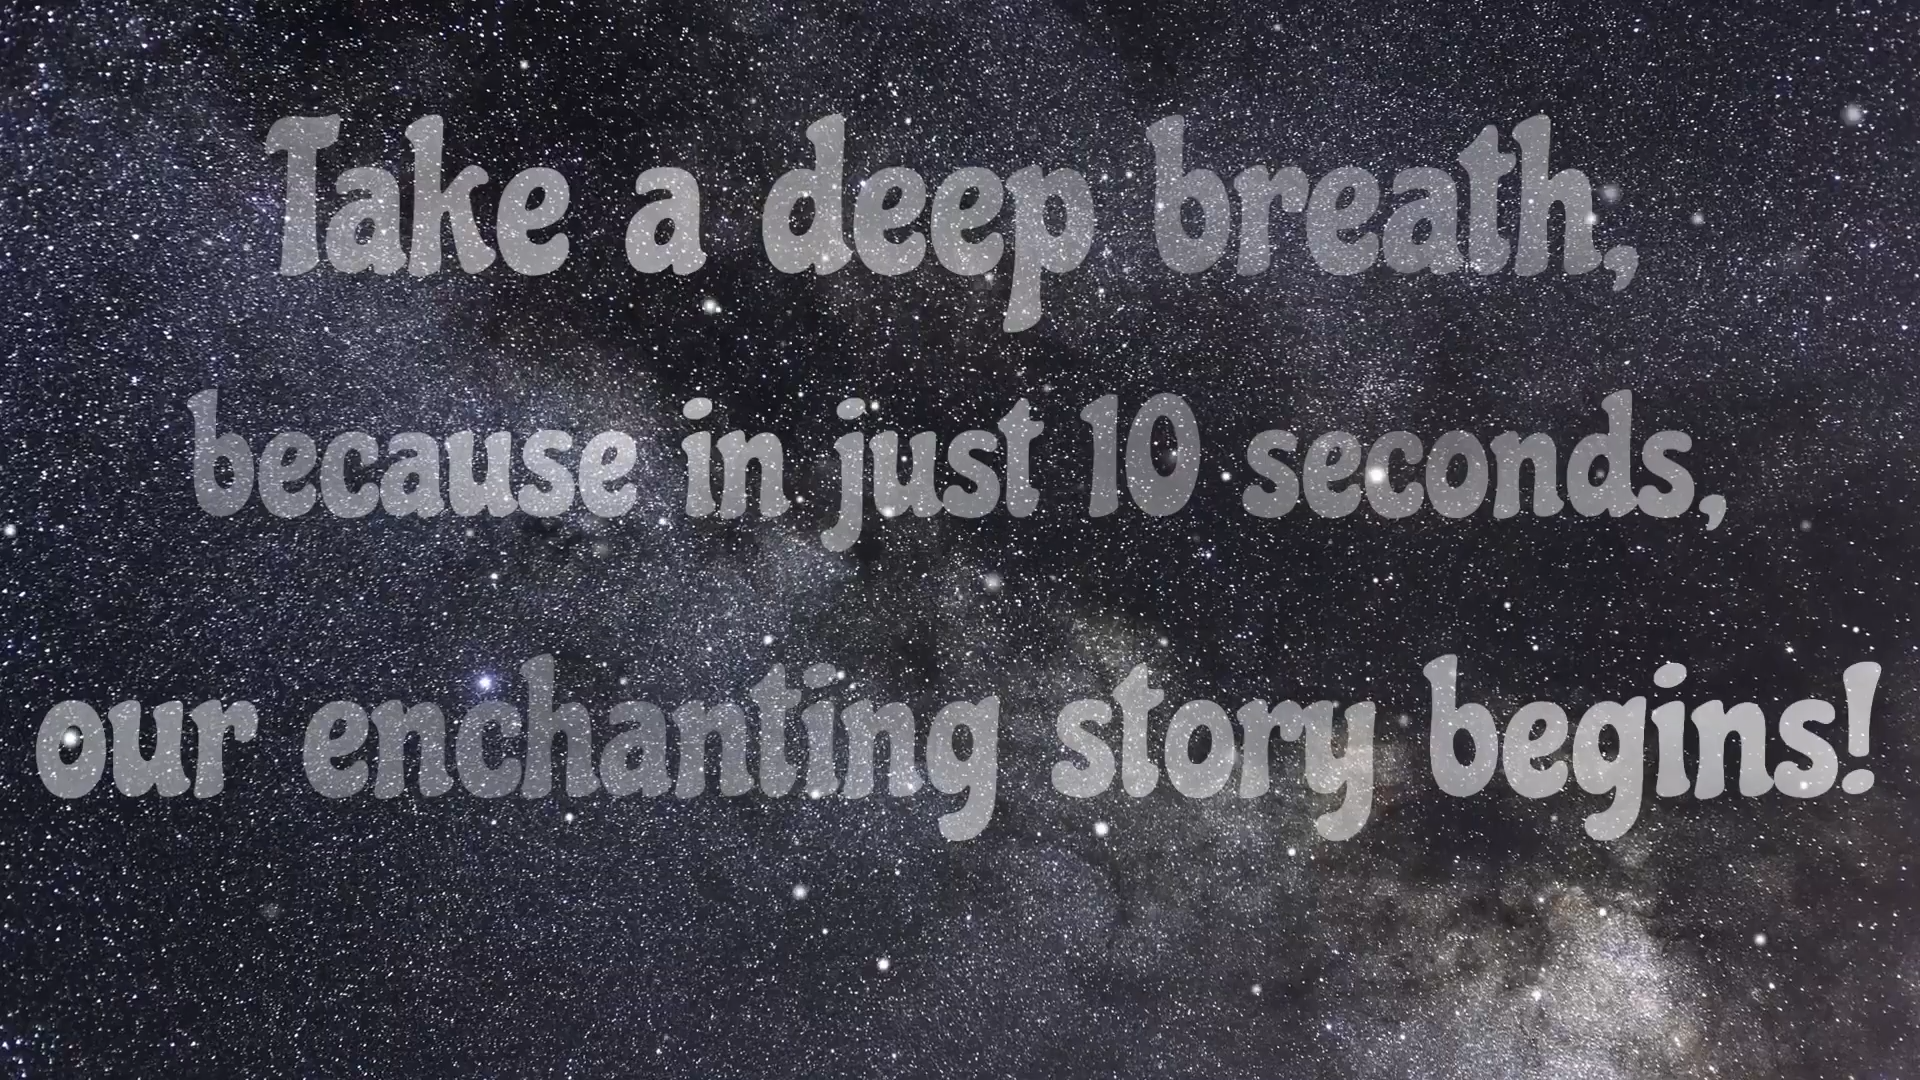 Take a deep breath,
because in just 10 seconds,
our enchanting story begins!